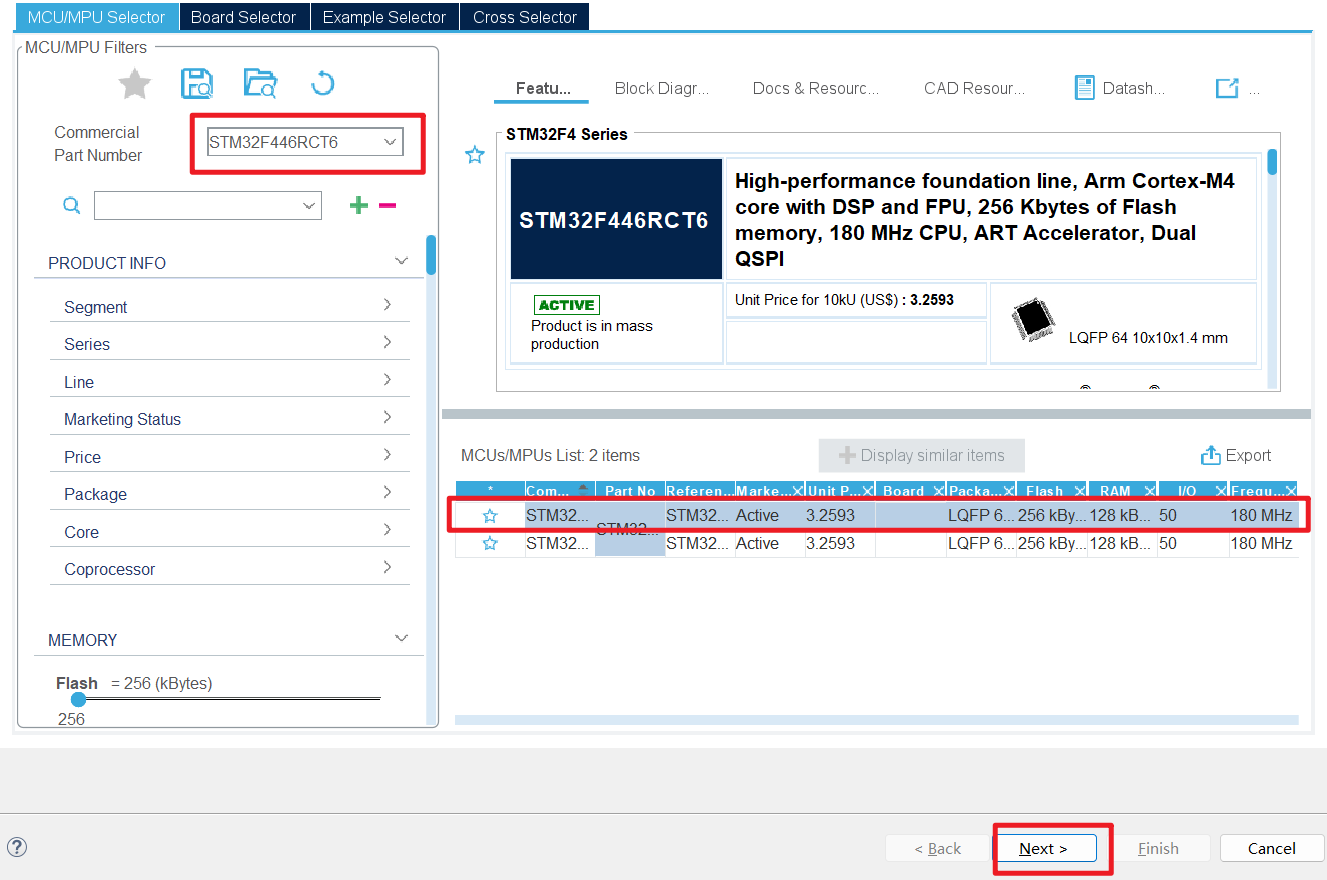 MCU/MPU Selector Board Selector Example Selector Cross Selector
MCU/MPU Filters
Commercial
Part Number
STM32F446RCT6
PRODUCT INFO
Segment
Series
Line
Marketing Status
Price
Package
Core
Coprocessor
MEMORY
Flash = 256 (kBytes)
256
Featu... Block Diagr... Docs & Resourc... CAD Resour... Datash... ...
STM32F4 Series
STM32F446RCT6
High-performance foundation line, Arm Cortex-M4
core with DSP and FPU, 256 Kbytes of Flash
memory, 180 MHz CPU, ART Accelerator, Dual
QSPI
ACTIVE
Product is in mass
production
Unit Price for 10kU (US$) : 3.2593
LQFP 64 10x10x1.4 mm
MCUs/MPUs List: 2 items Display similar items Export
* Com... Part No Referen... Marke... Unit P... Board Packa... Flash RAM I/O Frequ...
STM32... STM32... STM32... Active 3.2593 LQFP 6... 256 kBy... 128 kB... 50 180 MHz
STM32... STM32... Active 3.2593 LQFP 6... 256 kBy... 128 kB... 50 180 MHz
< Back Next > Finish Cancel